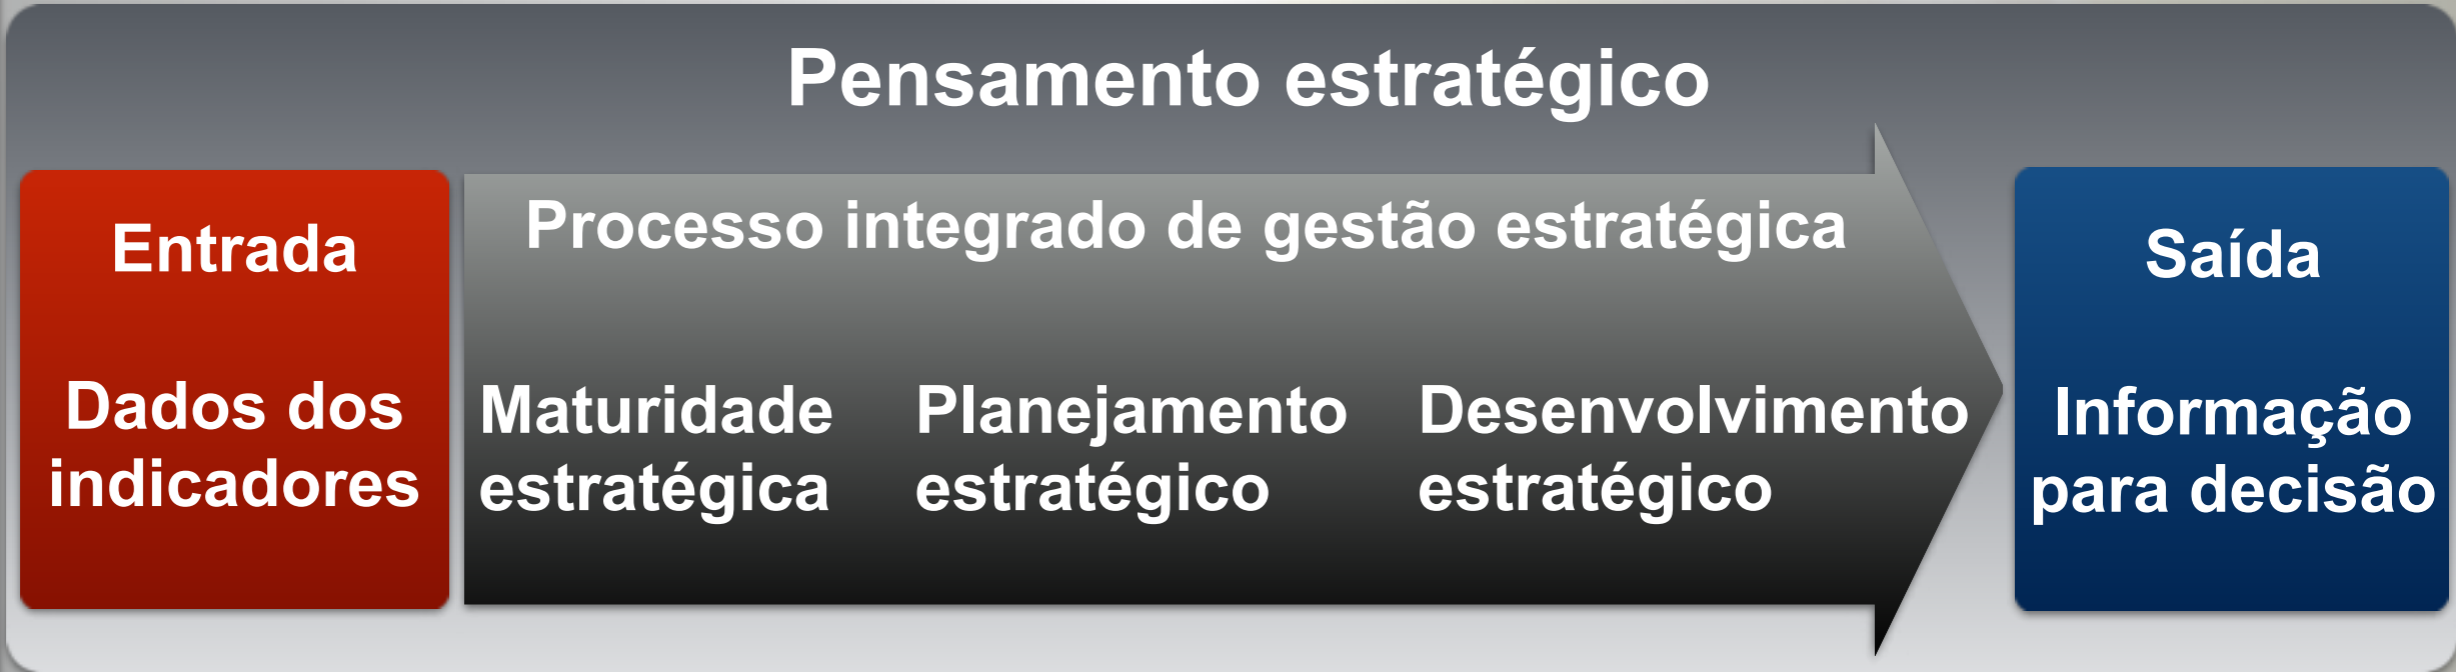 Pensamento estratégico
Entrada
Dados dos
indicadores
Processo integrado de gestão estratégica
Maturidade
estratégica
Planejamento
estratégico
Desenvolvimento
estratégico
Saída
Informação
para decisão